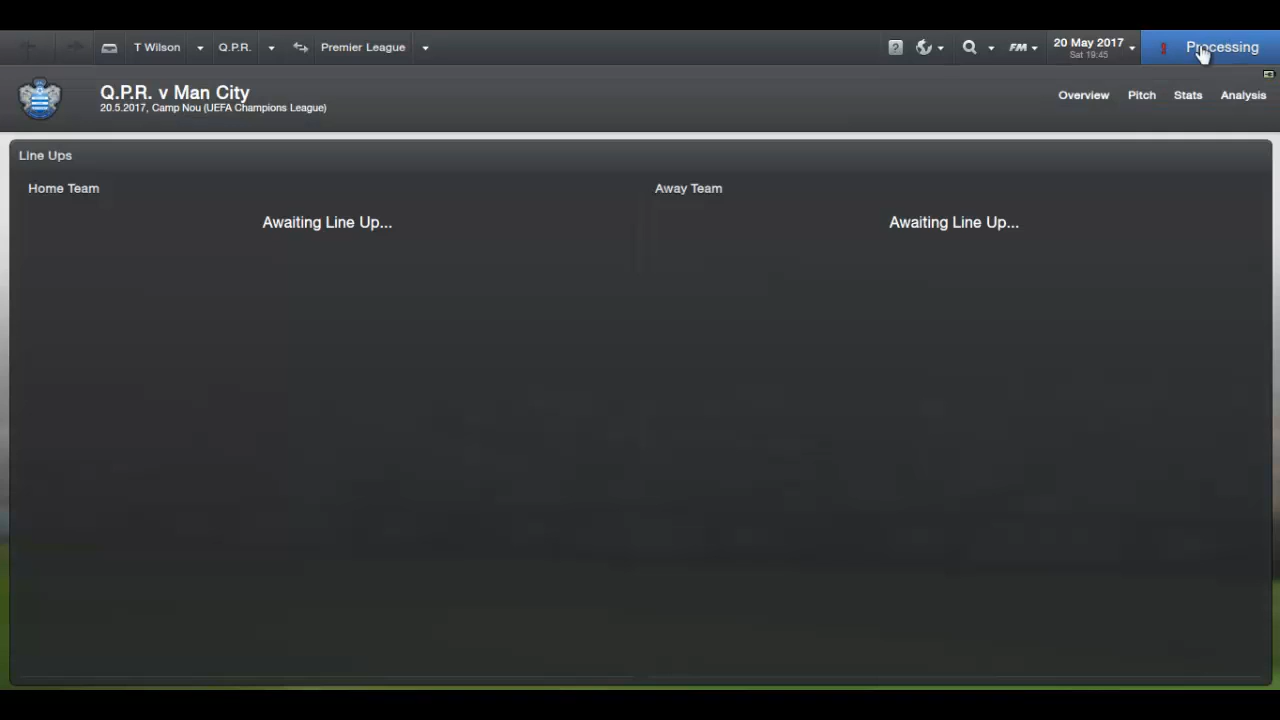 T Wilson
Q.P.R.
Premier League
?
FM
20 May 2017
Sat 19:45
Processing
Q.P.R. v Man City
20.5.2017, Camp Nou (UEFA Champions League)
Overview
Pitch
Stats
Analysis
Line Ups
Home Team
Away Team
Awaiting Line Up...
Awaiting Line Up...